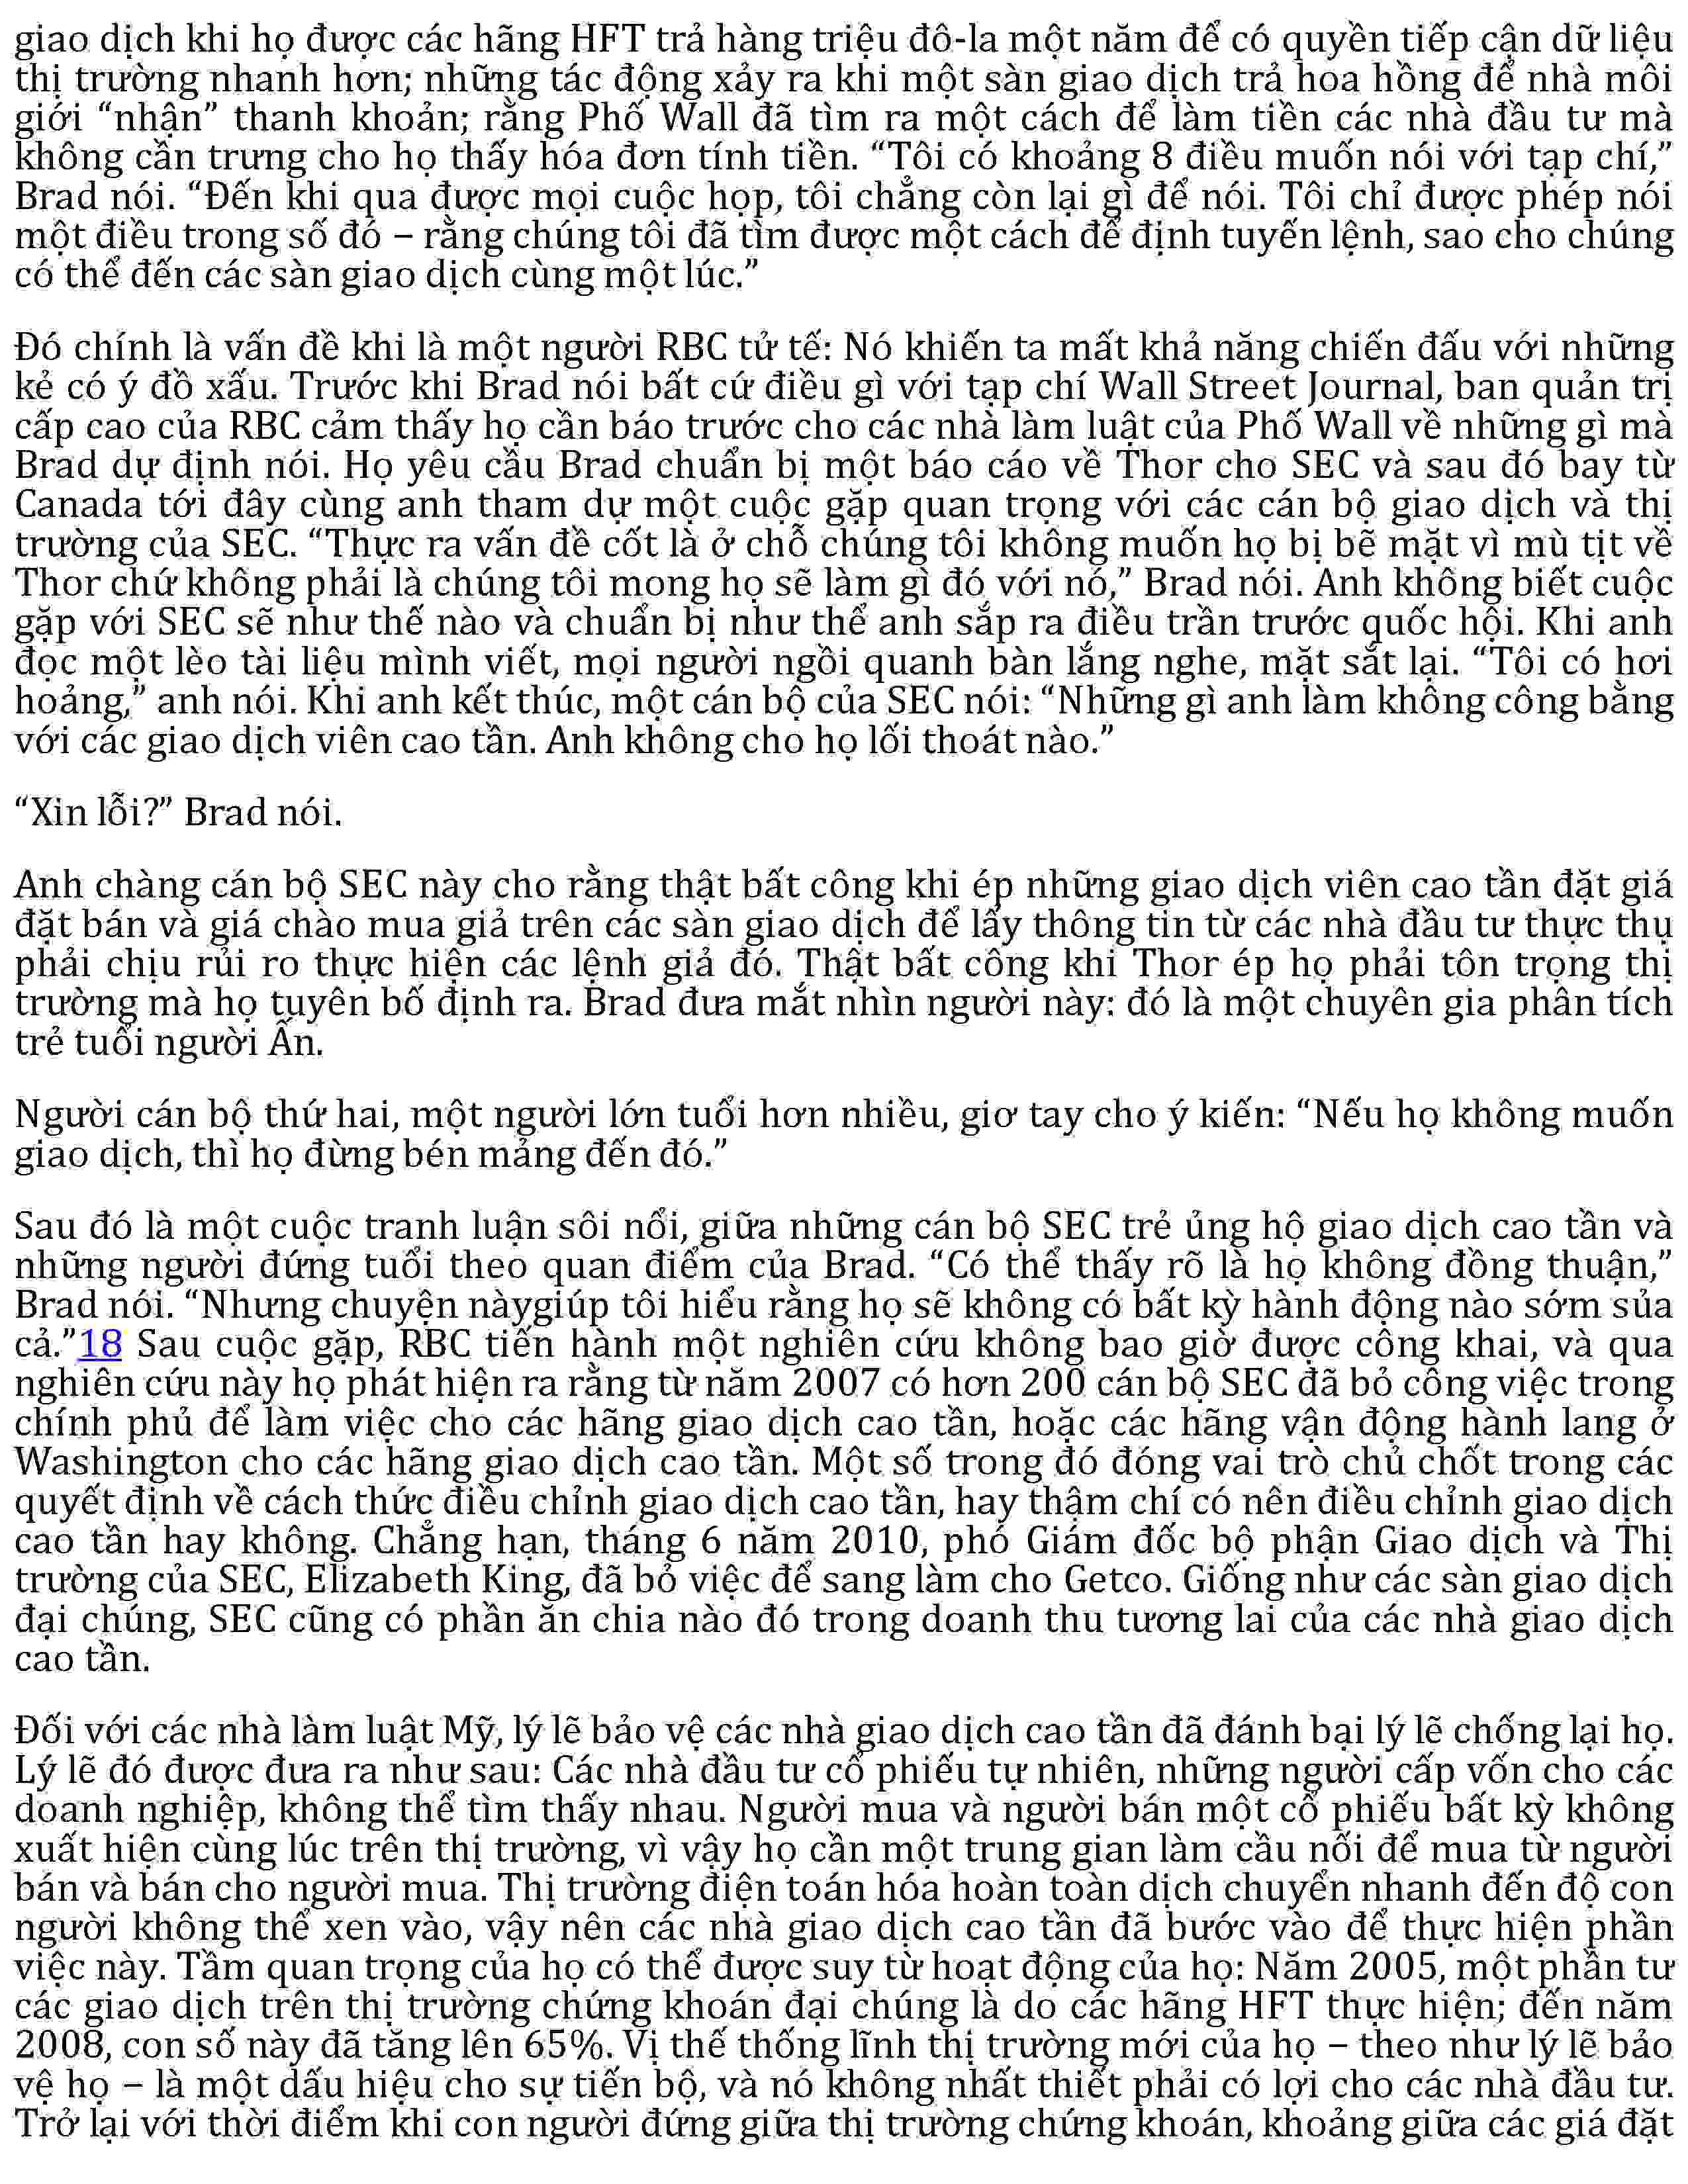 giao dịch khi họ được các hãng HFT trả hàng triệu đô-la một năm để có quyền tiếp cận dữ liệu
thị trường nhanh hơn; những tác động xảy ra khi một sàn giao dịch trả hoa hồng để nhà môi
giới “nhận” thanh khoản; rằng Phố Wall đã tìm ra một cách để làm tiền các nhà đầu tư mà
không cần trưng cho họ thấy hóa đơn tính tiền. “Tôi có khoảng 8 điều muốn nói với tạp chí,”
Brad nói. “Đến khi qua được mọi cuộc họp, tôi chẳng còn lại gì để nói. Tôi chỉ được phép nói
một điều trong số đó – rằng chúng tôi đã tìm được một cách để định tuyến lệnh, sao cho chúng
có thể đến các sàn giao dịch cùng một lúc.”
Đó chính là vấn đề khi là một người RBC tử tế: Nó khiến ta mất khả năng chiến đấu với những
kẻ có ý đồ xấu. Trước khi Brad nói bất cứ điều gì với tạp chí Wall Street Journal, ban quản trị
cấp cao của RBC cảm thấy họ cần báo trước cho các nhà làm luật của Phố Wall về những gì mà
Brad dự định nói. Họ yêu cầu Brad chuẩn bị một báo cáo về Thor cho SEC và sau đó bay từ
Canada tới đây cùng anh tham dự một cuộc gặp quan trọng với các cán bộ giao dịch và thị
trường của SEC. “Thực ra vấn đề cốt là ở chỗ chúng tôi không muốn họ bị bẽ mặt vì mù tịt về
Thor chứ không phải là chúng tôi mong họ sẽ làm gì đó với nó,” Brad nói. Anh không biết cuộc
gặp với SEC sẽ như thế nào và chuẩn bị như thể anh sắp ra điều trần trước quốc hội. Khi anh
đọc một lèo tài liệu mình viết, mọi người ngồi quanh bàn lắng nghe, mặt sắt lại. “Tôi có hơi
hoảng,” anh nói. Khi anh kết thúc, một cán bộ của SEC nói: “Những gì anh làm không công bằng
với các giao dịch viên cao tần. Anh không cho họ lối thoát nào.”
“Xin lỗi?” Brad nói.
Anh chàng cán bộ SEC này cho rằng thật bất công khi ép những giao dịch viên cao tần đặt giá
đặt bán và giá chào mua giả trên các sàn giao dịch để lấy thông tin từ các nhà đầu tư thực thụ
phải chịu rủi ro thực hiện các lệnh giả đó. Thật bất công khi Thor ép họ phải tôn trọng thị
trường mà họ tuyên bố định ra. Brad đưa mắt nhìn người này: đó là một chuyên gia phân tích
trẻ tuổi người Ấn.
Người cán bộ thứ hai, một người lớn tuổi hơn nhiều, giơ tay cho ý kiến: “Nếu họ không muốn
giao dịch, thì họ đừng bén mảng đến đó.”
Sau đó là một cuộc tranh luận sôi nổi, giữa những cán bộ SEC trẻ ủng hộ giao dịch cao tần và
những người đứng tuổi theo quan điểm của Brad. “Có thể thấy rõ là họ không đồng thuận,”
Brad nói. “Nhưng chuyện nàygiúp tôi hiểu rằng họ sẽ không có bất kỳ hành động nào sớm sủa
cả.”18 Sau cuộc gặp, RBC tiến hành một nghiên cứu không bao giờ được công khai, và qua
nghiên cứu này họ phát hiện ra rằng từ năm 2007 có hơn 200 cán bộ SEC đã bỏ công việc trong
chính phủ để làm việc cho các hãng giao dịch cao tần, hoặc các hãng vận động hành lang ở
Washington cho các hãng giao dịch cao tần. Một số trong đó đóng vai trò chủ chốt trong các
quyết định về cách thức điều chỉnh giao dịch cao tần, hay thậm chí có nên điều chỉnh giao dịch
cao tần hay không. Chẳng hạn, tháng 6 năm 2010, phó Giám đốc bộ phận Giao dịch và Thị
trường của SEC, Elizabeth King, đã bỏ việc để sang làm cho Getco. Giống như các sàn giao dịch
đại chúng, SEC cũng có phần ăn chia nào đó trong doanh thu tương lai của các nhà giao dịch
cao tần.
Đối với các nhà làm luật Mỹ, lý lẽ bảo vệ các nhà giao dịch cao tần đã đánh bại lý lẽ chống lại họ.
Lý lẽ đó được đưa ra như sau: Các nhà đầu tư cổ phiếu tự nhiên, những người cấp vốn cho các
doanh nghiệp, không thể tìm thấy nhau. Người mua và người bán một cổ phiếu bất kỳ không
xuất hiện cùng lúc trên thị trường, vì vậy họ cần một trung gian làm cầu nối để mua từ người
bán và bán cho người mua. Thị trường điện toán hóa hoàn toàn dịch chuyển nhanh đến độ con
người không thể xen vào, vậy nên các nhà giao dịch cao tần đã bước vào để thực hiện phần
việc này. Tầm quan trọng của họ có thể được suy từ hoạt động của họ: Năm 2005, một phần tư
các giao dịch trên thị trường chứng khoán đại chúng là do các hãng HFT thực hiện; đến năm
2008, con số này đã tăng lên 65%. Vị thế thống lĩnh thị trường mới của họ – theo như lý lẽ bảo
vệ họ – là một dấu hiệu cho sự tiến bộ, và nó không nhất thiết phải có lợi cho các nhà đầu tư.
Trở lại với thời điểm khi con người đứng giữa thị trường chứng khoán, khoảng giữa các giá đặt